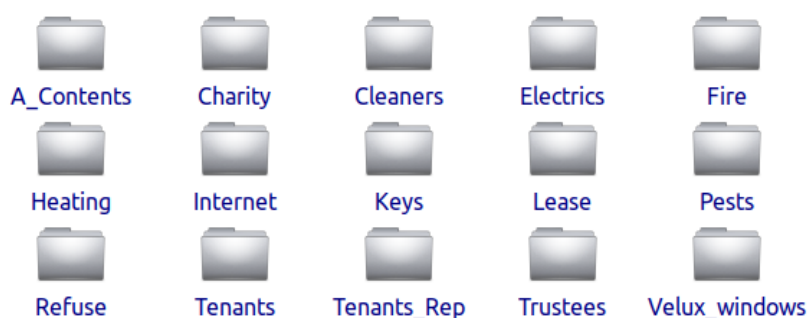 A_Contents Charity Cleaners Electrics Fire
Heating Internet Keys Lease Pests
Refuse Tenants Tenants_Rep Trustees Velux_windows